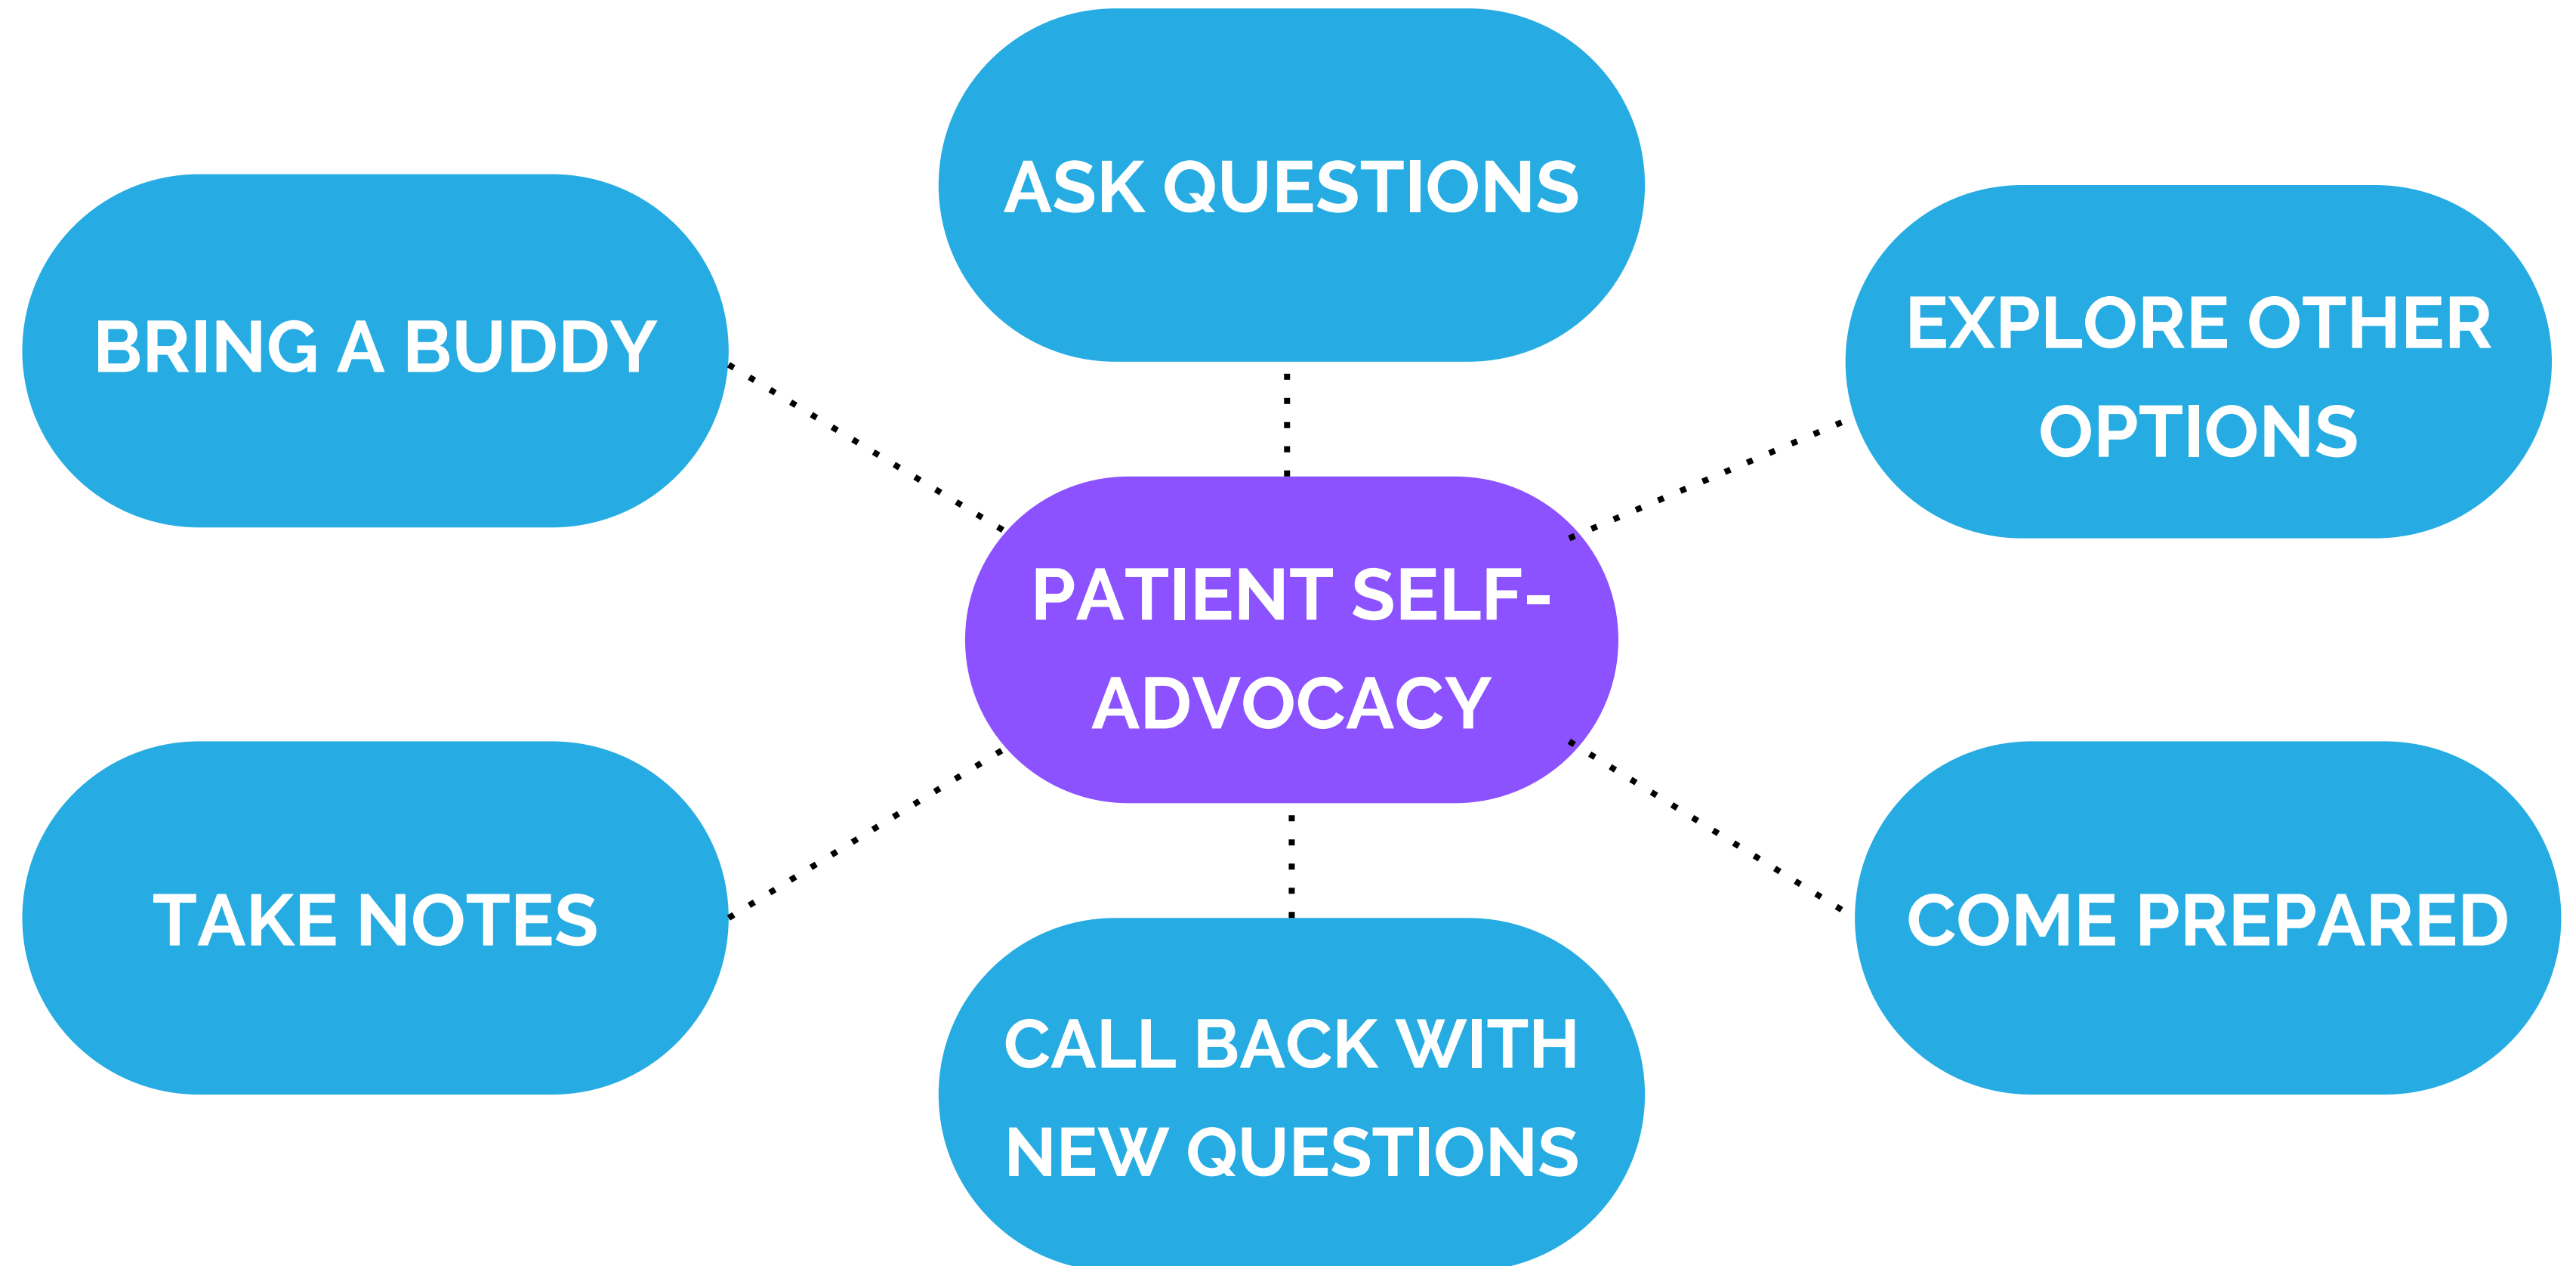 ASK QUESTIONS
BRING A BUDDY
EXPLORE OTHER
OPTIONS
PATIENT SELF-
ADVOCACY
TAKE NOTES
COME PREPARED
CALL BACK WITH
NEW QUESTIONS